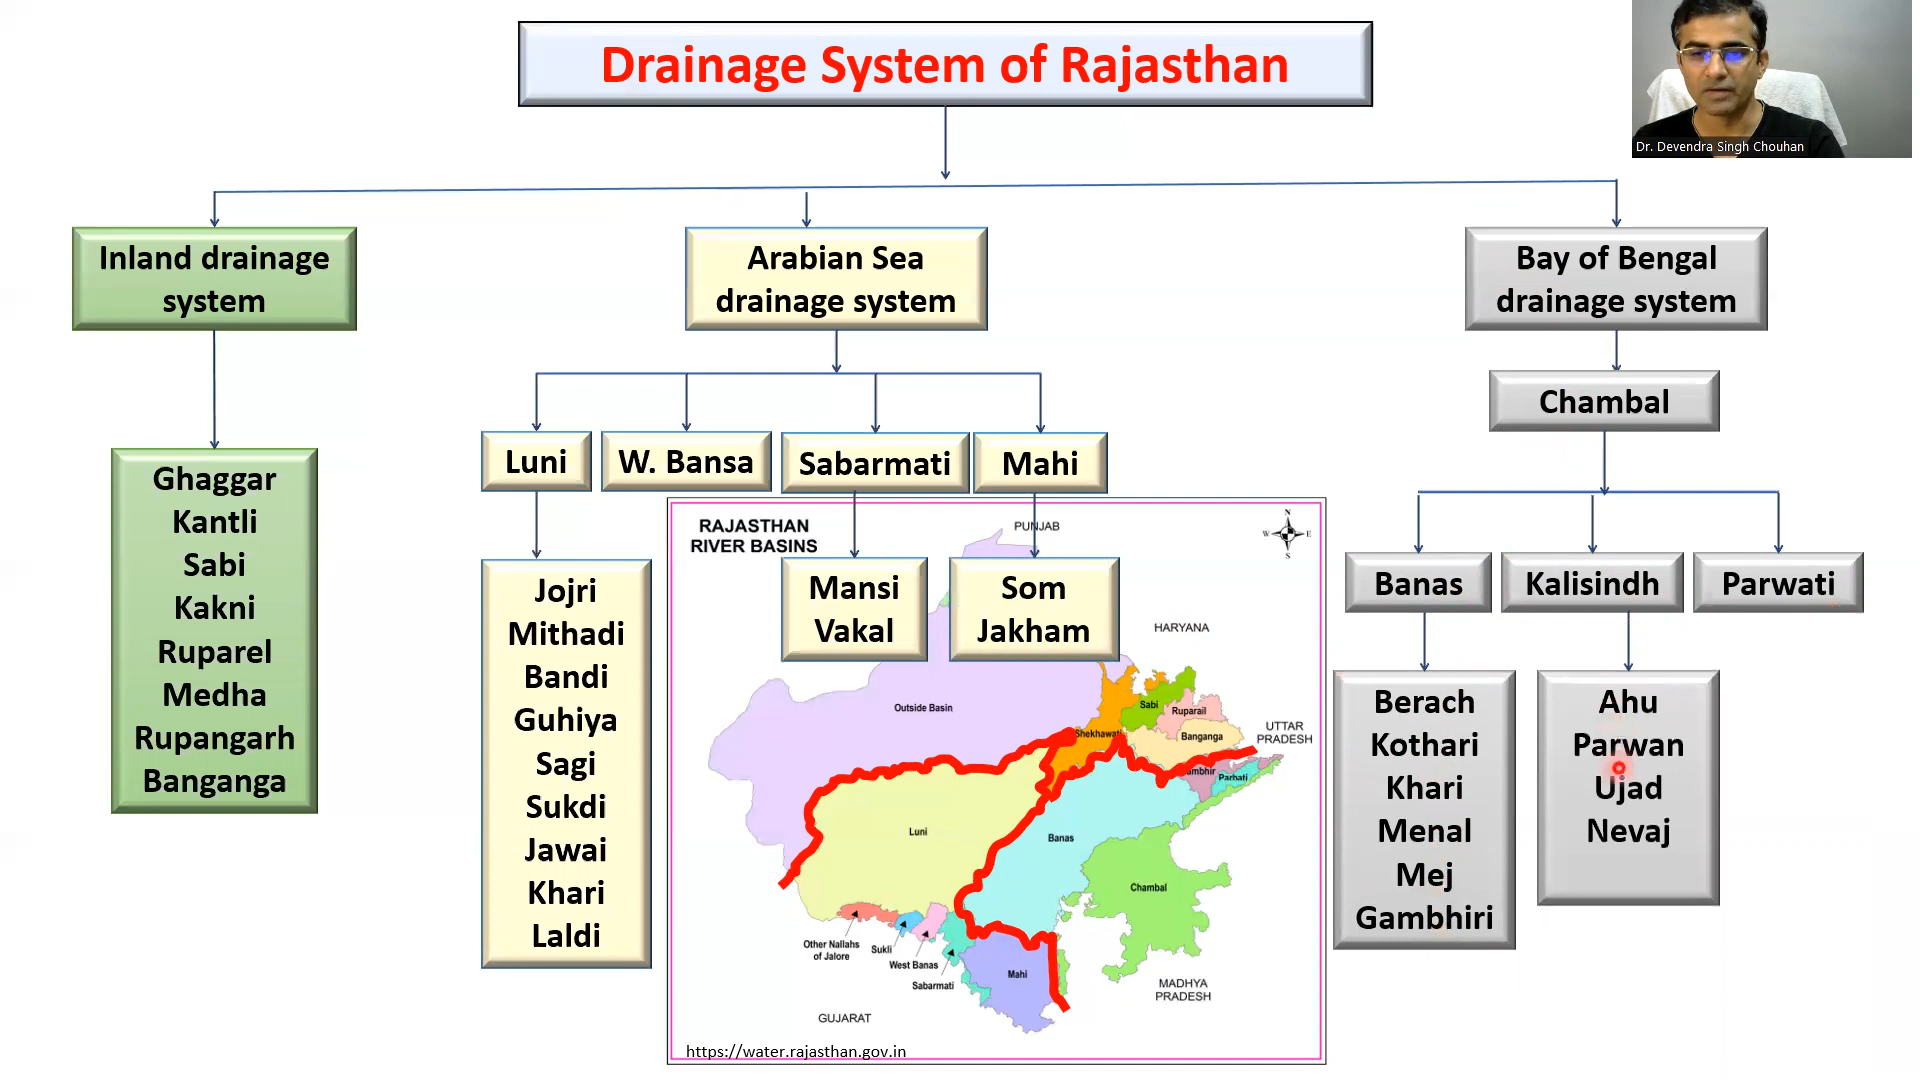 Drainage System of Rajasthan
Dr. Devendra Singh Chouhan
Inland drainage
system
Arabian Sea
drainage system
Bay of Bengal
drainage system
Ghaggar
Kantli
Sabi
Kakni
Ruparel
Medha
Rupangarh
Banganga
Luni
W. Bansa
Sabarmati
Mahi
Jojri
Mithadi
Bandi
Guhiya
Sagi
Sukdi
Jawai
Khari
Laldi
Mansi
Vakal
Som
Jakham
Chambal
Banas
Kalisindh
Parwati
Berach
Kothari
Khari
Menal
Mej
Gambhiri
Ahu
Parwan
Ujad
Nevaj
RAJASTHAN
RIVER BASINS
PUNJAB
N
W
E
S
HARYANA
UTTAR
PRADESH
Outside Basin
Shekhawati
Sabi
Ruparail
Banganga
Parbati
Luni
Banas
Chambal
Other Nallahs
of Jalore
Sukli
West Banas
Sabarmati
Mahi
MADHYA
PRADESH
GUJARAT
https://water.rajasthan.gov.in